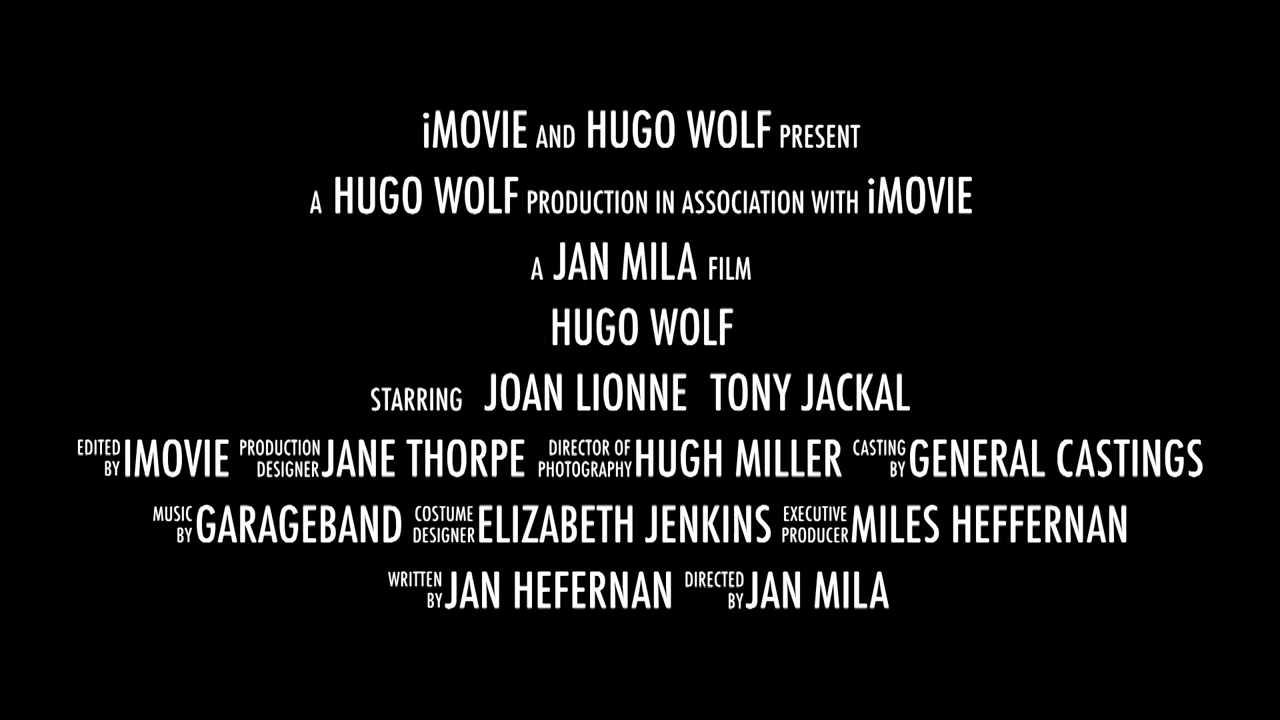 iMOVIE AND HUGO WOLF PRESENT
A HUGO WOLF PRODUCTION IN ASSOCIATION WITH iMOVIE
A JAN MILA FILM
HUGO WOLF
STARRING JOAN LIONNE TONY JACKAL
EDITED BY IMOVIE PRODUCTION DESIGNER JANE THORPE DIRECTOR OF PHOTOGRAPHY HUGH MILLER CASTING BY GENERAL CASTINGS
MUSIC BY GARAGEBAND COSTUME DESIGNER ELIZABETH JENKINS EXECUTIVE PRODUCER MILES HEFFERNAN
WRITTEN BY JAN HEFERNAN DIRECTED BY JAN MILA